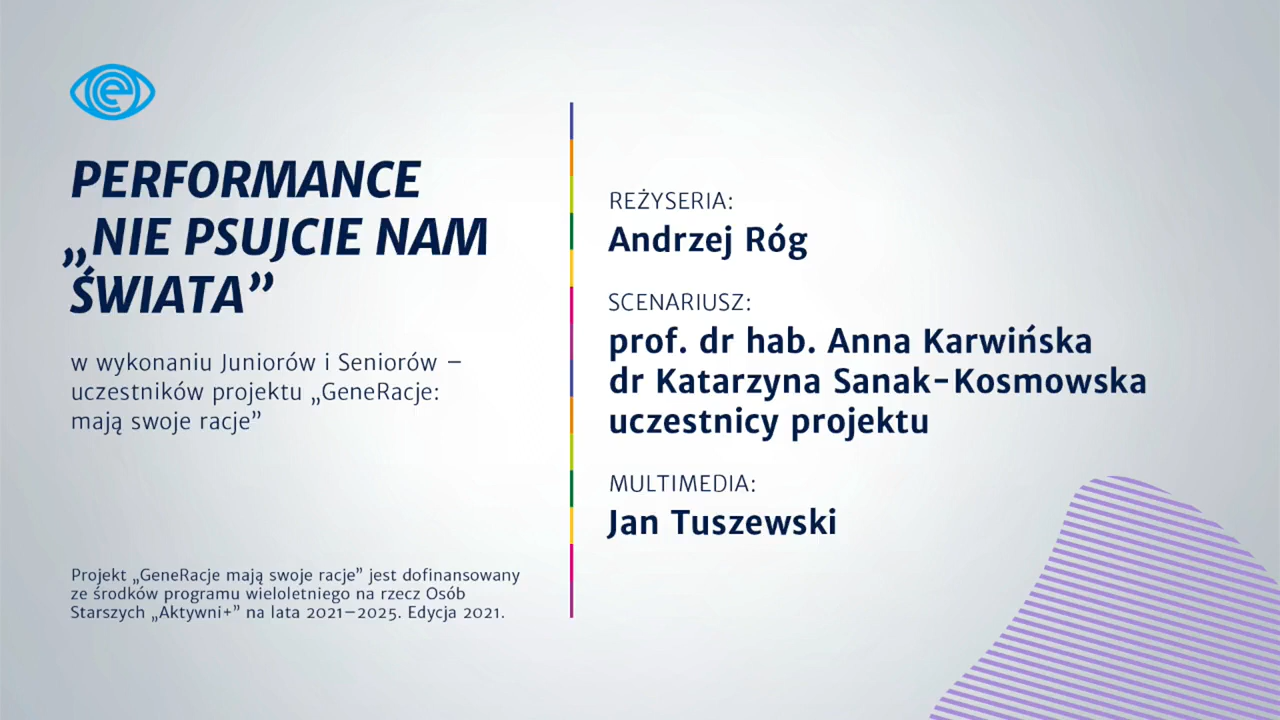 PERFORMANCE
„NIE PSUJCIE NAM
ŚWIATA”
w wykonaniu Juniorów i Seniorów –
uczestników projektu „GeneRacje:
mają swoje racje”
Projekt „GeneRacje mają swoje racje” jest dofinansowany
ze środków programu wieloletniego na rzecz Osób
Starszych „Aktywni+” na lata 2021–2025. Edycja 2021.
REŻYSERIA:
Andrzej Róg
SCENARIUSZ:
prof. dr hab. Anna Karwińska
dr Katarzyna Sanak-Kosmowska
uczestnicy projektu
MULTIMEDIA:
Jan Tuszewski